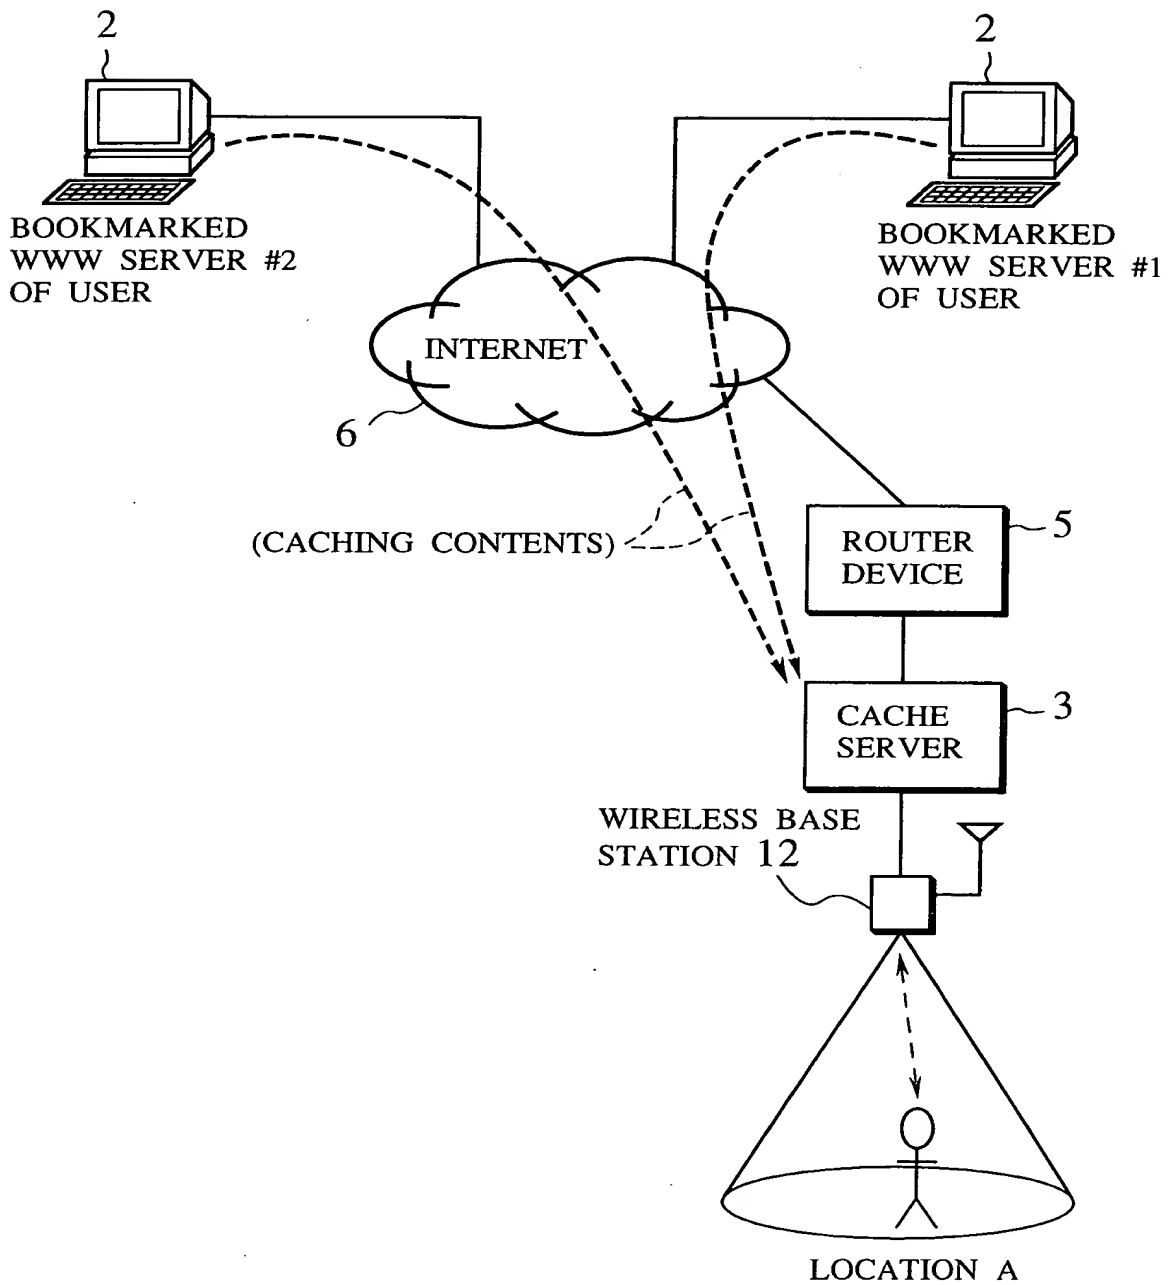 2
2
BOOKMARKED
WWW SERVER #2
OF USER
BOOKMARKED
WWW SERVER #1
OF USER
INTERNET
6
(CACHING CONTENTS)
ROUTER
DEVICE
5
CACHE
SERVER
3
WIRELESS BASE
STATION 12
LOCATION A